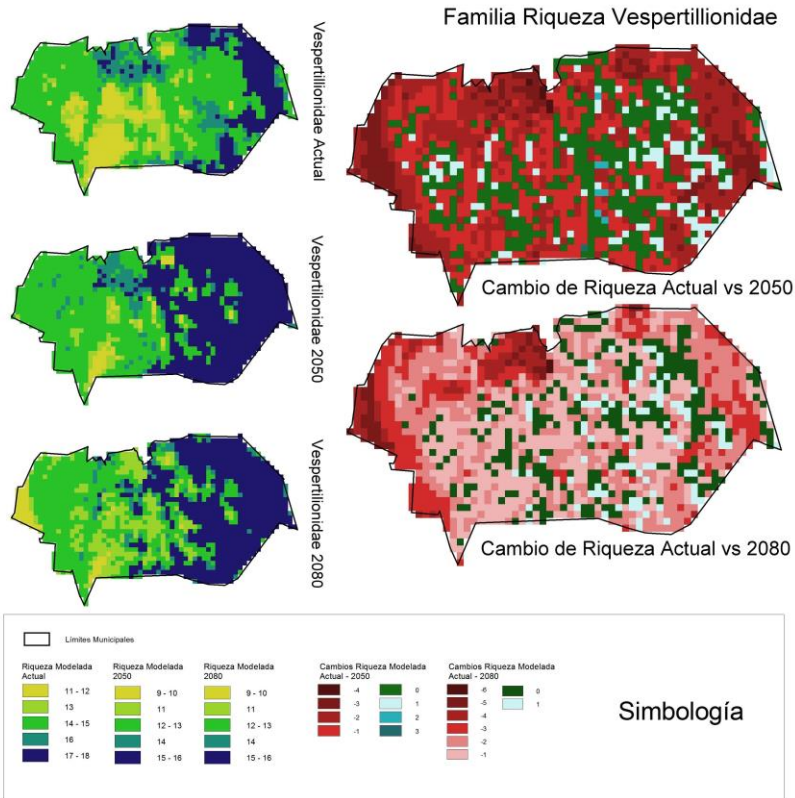 Familia Riqueza Vespertillionidae
Vespertillionidae Actual
Cambio de Riqueza Actual vs 2050
Vespertilionidae 2050
Cambio de Riqueza Actual vs 2080
Vespertilionidae 2080
Límites Municipales
Riqueza Modelada Actual
11 - 12
13
14 - 15
16
17 - 18
Riqueza Modelada 2050
9 - 10
11
12 - 13
14
15 - 16
Riqueza Modelada 2080
9 - 10
11
12 - 13
14
15 - 16
Cambios Riqueza Modelada
Actual - 2050
-4
-3
-2
-1
0
1
2
3
Cambios Riqueza Modelada
Actual - 2080
-6
-5
-4
-3
-2
-1
0
1
Simbología